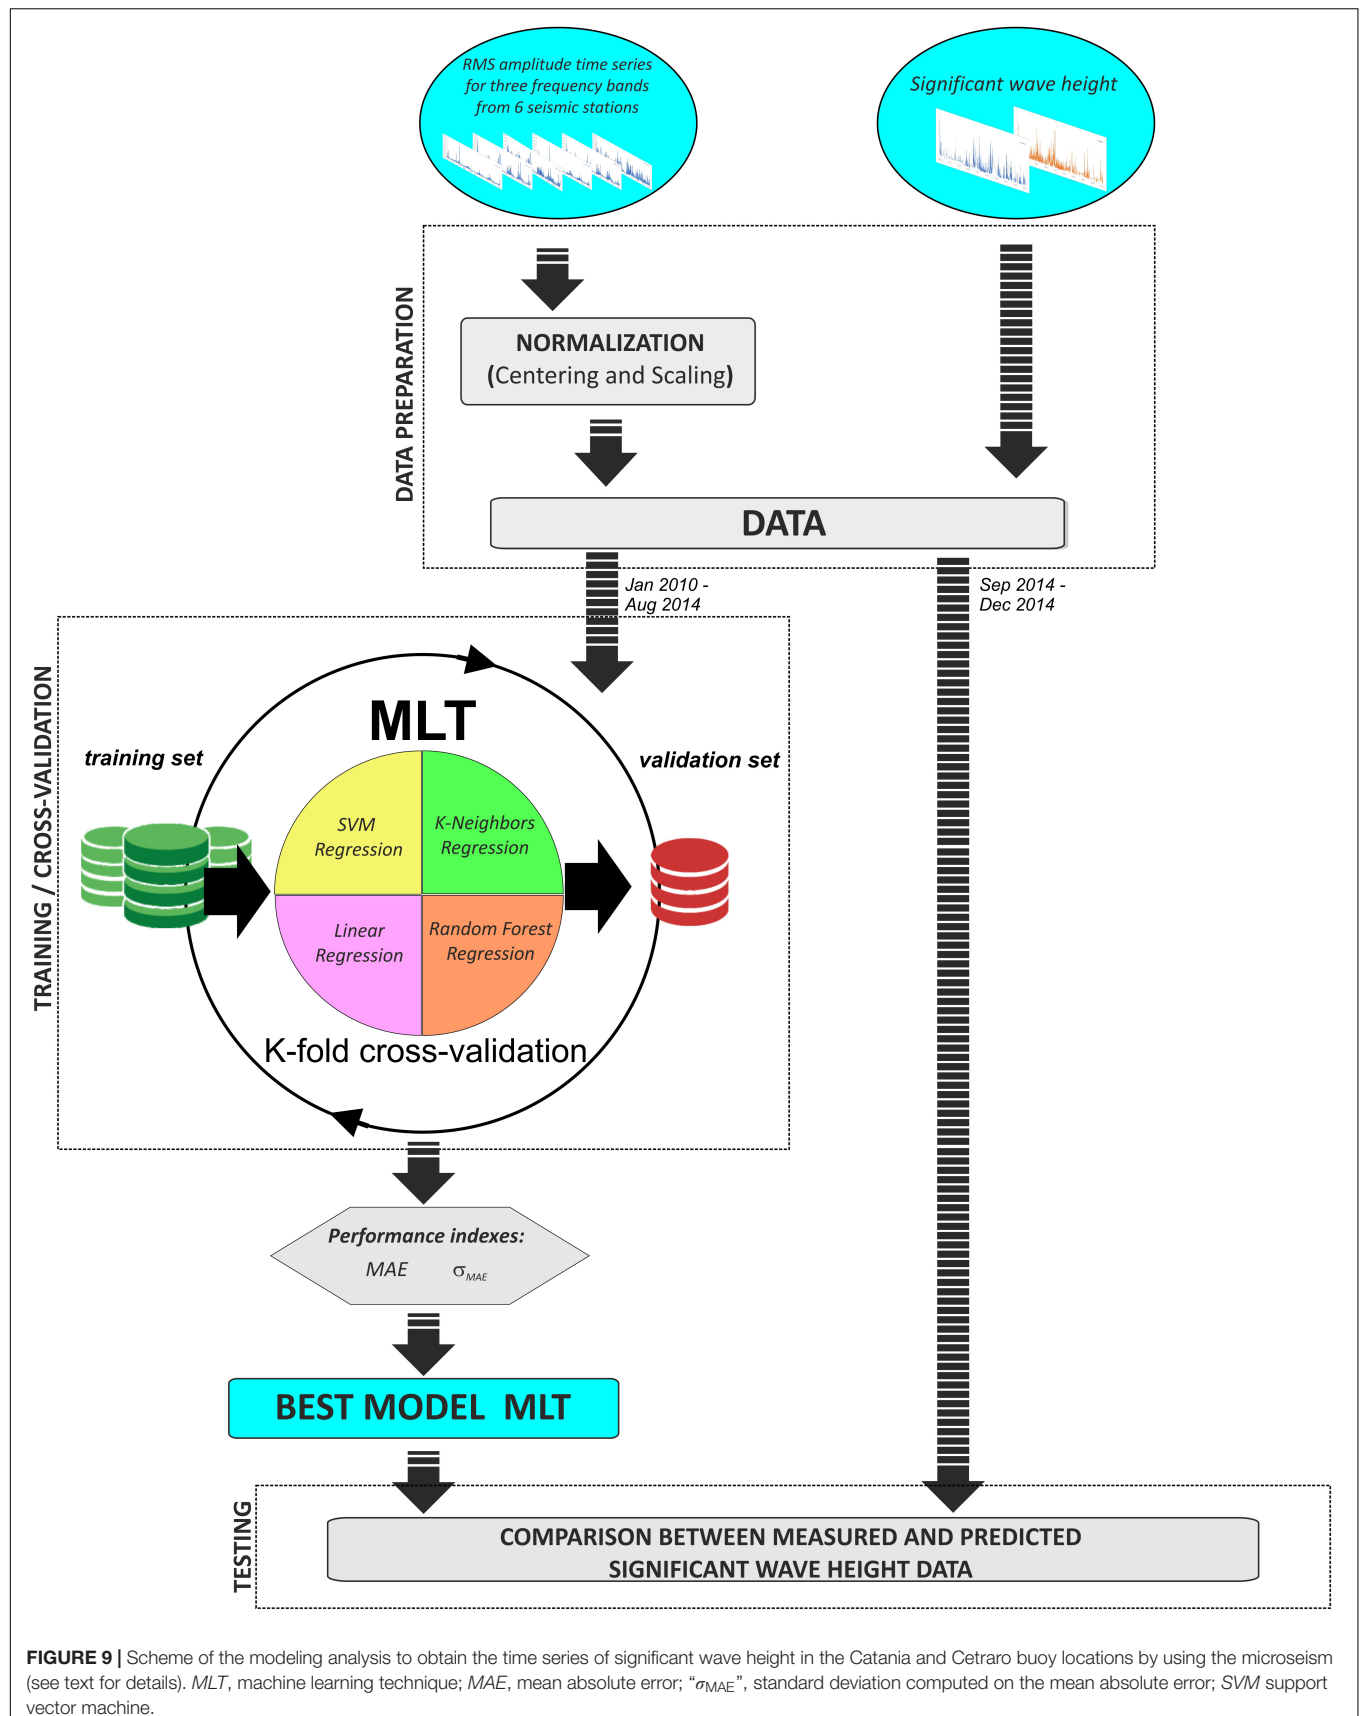 RMS amplitude time series
for three frequency bands
from 6 seismic stations
Significant wave height
DATA PREPARATION
NORMALIZATION
(Centering and Scaling)
DATA
Jan 2010 -
Aug 2014
Sep 2014 -
Dec 2014
TRAINING / CROSS-VALIDATION
MLT
training set
validation set
SVM
Regression
K-Neighbors
Regression
Linear
Regression
Random Forest
Regression
K-fold cross-validation
Performance indexes:
MAE σMAE
BEST MODEL MLT
TESTING
COMPARISON BETWEEN MEASURED AND PREDICTED
SIGNIFICANT WAVE HEIGHT DATA
FIGURE 9 | Scheme of the modeling analysis to obtain the time series of significant wave height in the Catania and Cetraro buoy locations by using the microseism
(see text for details). MLT, machine learning technique; MAE, mean absolute error; “σMAE”, standard deviation computed on the mean absolute error; SVM support
vector machine.